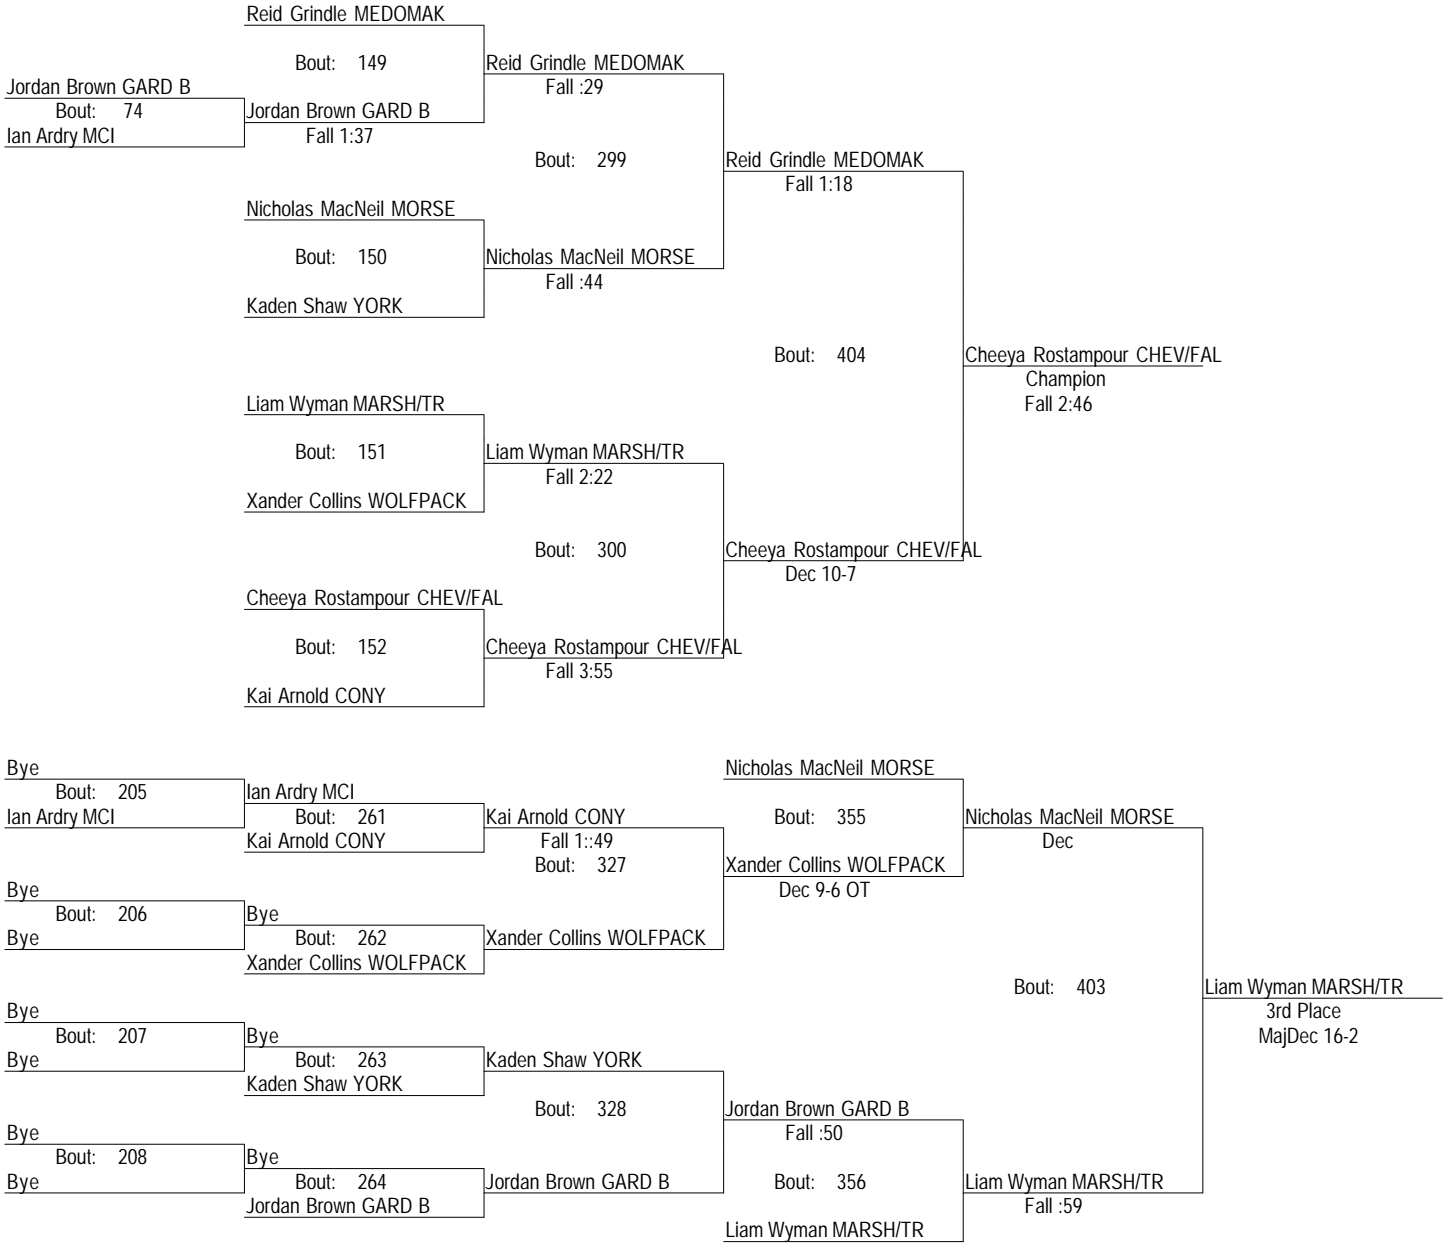 Reid Grindle MEDOMAK
Bout: 149
Reid Grindle MEDOMAK
Fall :29
Jordan Brown GARD B
Bout: 74
Jordan Brown GARD B
Ian Ardry MCI
Fall 1:37
Bout: 299
Reid Grindle MEDOMAK
Fall 1:18
Nicholas MacNeil MORSE
Bout: 150
Nicholas MacNeil MORSE
Fall :44
Kaden Shaw YORK
Bout: 404
Cheeya Rostampour CHEV/FAL
Champion
Fall 2:46
Liam Wyman MARSH/TR
Bout: 151
Liam Wyman MARSH/TR
Fall 2:22
Xander Collins WOLFPACK
Bout: 300
Cheeya Rostampour CHEV/FAL
Dec 10-7
Cheeya Rostampour CHEV/FAL
Bout: 152
Cheeya Rostampour CHEV/FAL
Fall 3:55
Kai Arnold CONY
Bye
Nicholas MacNeil MORSE
Bout: 205
Ian Ardry MCI
Ian Ardry MCI
Bout: 261
Kai Arnold CONY
Bout: 355
Nicholas MacNeil MORSE
Kai Arnold CONY
Fall 1::49
Dec
Bout: 327
Xander Collins WOLFPACK
Bye
Dec 9-6 OT
Bout: 206
Bye
Bye
Bout: 262
Xander Collins WOLFPACK
Xander Collins WOLFPACK
Bout: 403
Liam Wyman MARSH/TR
Bye
3rd Place
Bout: 207
Bye
MajDec 16-2
Bye
Bout: 263
Kaden Shaw YORK
Kaden Shaw YORK
Bout: 328
Jordan Brown GARD B
Bye
Fall :50
Bout: 208
Bye
Bye
Bout: 264
Jordan Brown GARD B
Bout: 356
Liam Wyman MARSH/TR
Jordan Brown GARD B
Fall :59
Liam Wyman MARSH/TR